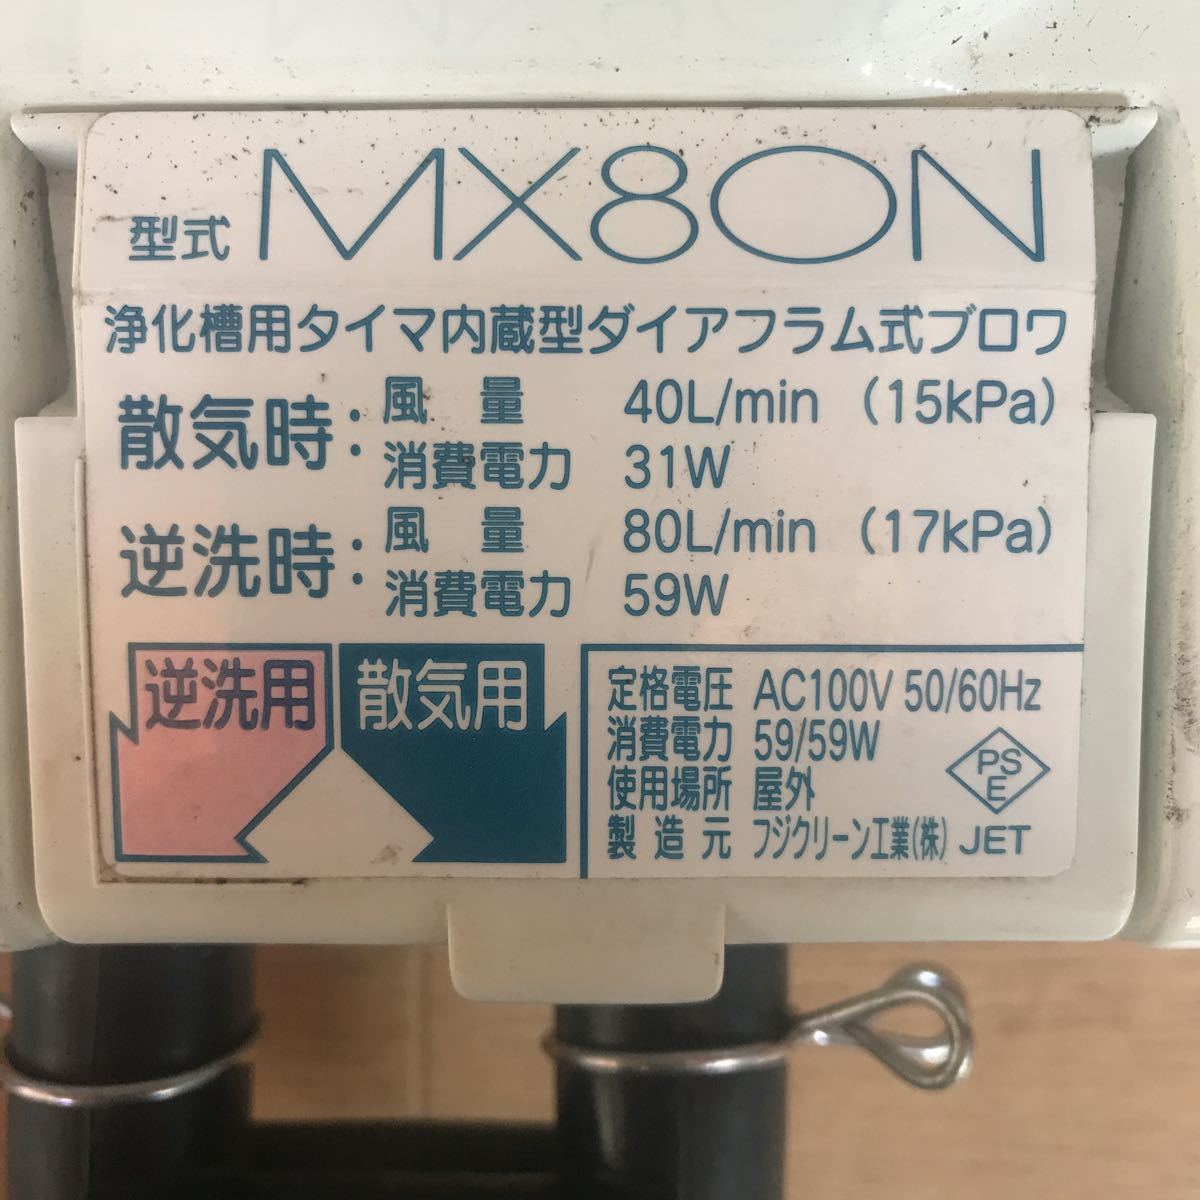 型式 MX80N
浄化槽用タイマ内蔵型ダイアフラム式ブロワ
散気時: 風 量 40L/min (15kPa)
消費電力 31W
逆洗時: 風 量 80L/min (17kPa)
消費電力 59W
逆洗用 散気用
定格電圧 AC100V 50/60Hz
消費電力 59/59W
使用場所 屋外
製造元 フジクリーン工業(株)
PS
E
JET